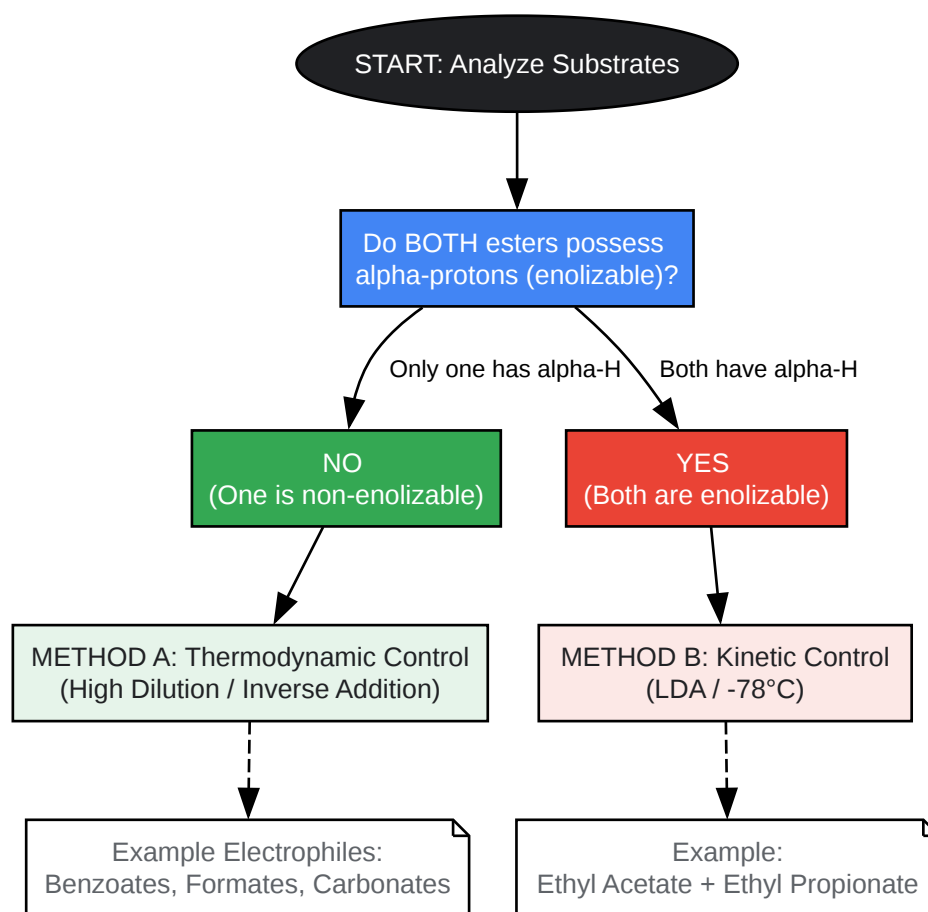 START: Analyze Substrates
Do BOTH esters possess
alpha-protons (enolizable)?
Only one has alpha-H
Both have alpha-H
NO
(One is non-enolizable)
YES
(Both are enolizable)
METHOD A: Thermodynamic Control
(High Dilution / Inverse Addition)
METHOD B: Kinetic Control
(LDA / -78°C)
Example Electrophiles:
Benzoates, Formates, Carbonates
Example:
Ethyl Acetate + Ethyl Propionate